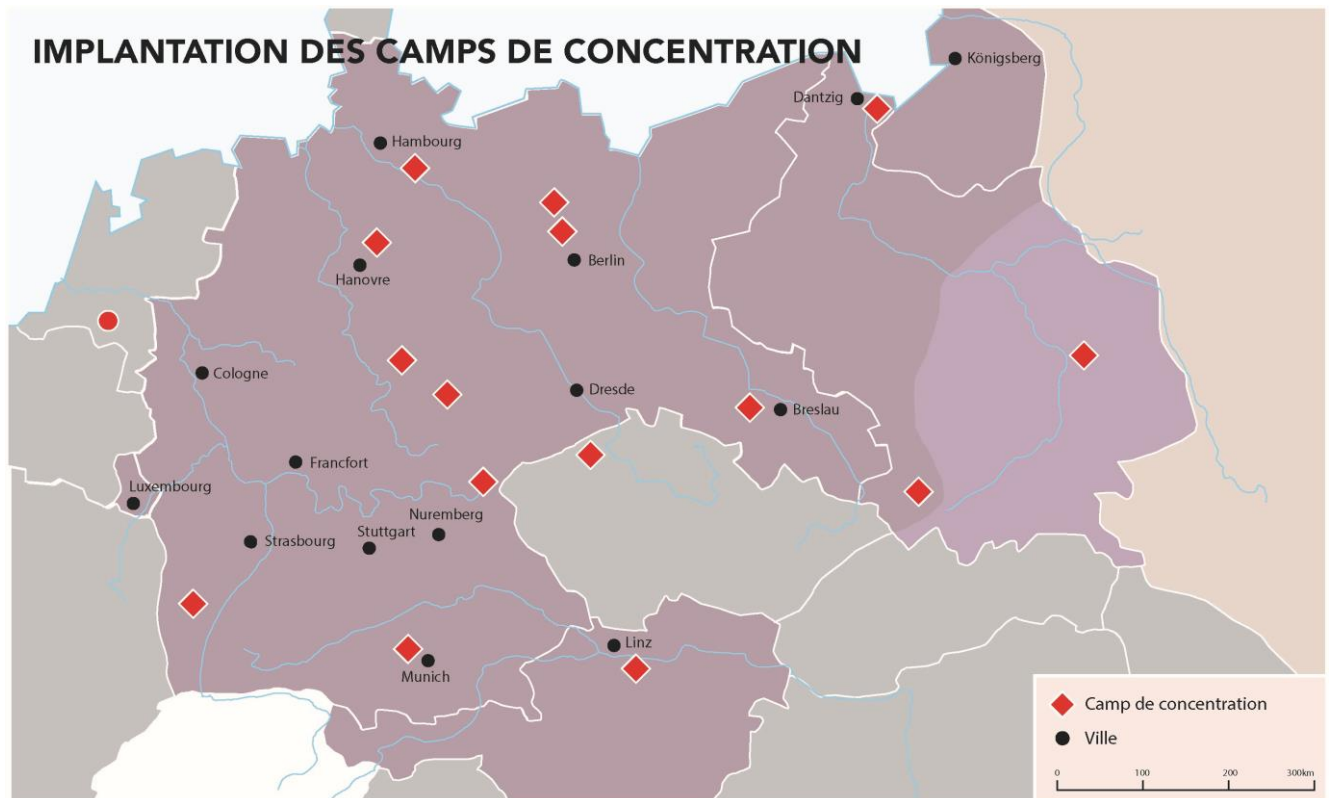 IMPLANTATION DES CAMPS DE CONCENTRATION
Königsberg
Dantzig
Hambourg
Berlin
Hanovre
Cologne
Dresde
Breslau
Francfort
Luxembourg
Nuremberg
Stuttgart
Strasbourg
Linz
Munich
Camp de concentration
Ville
0 100 200 300km